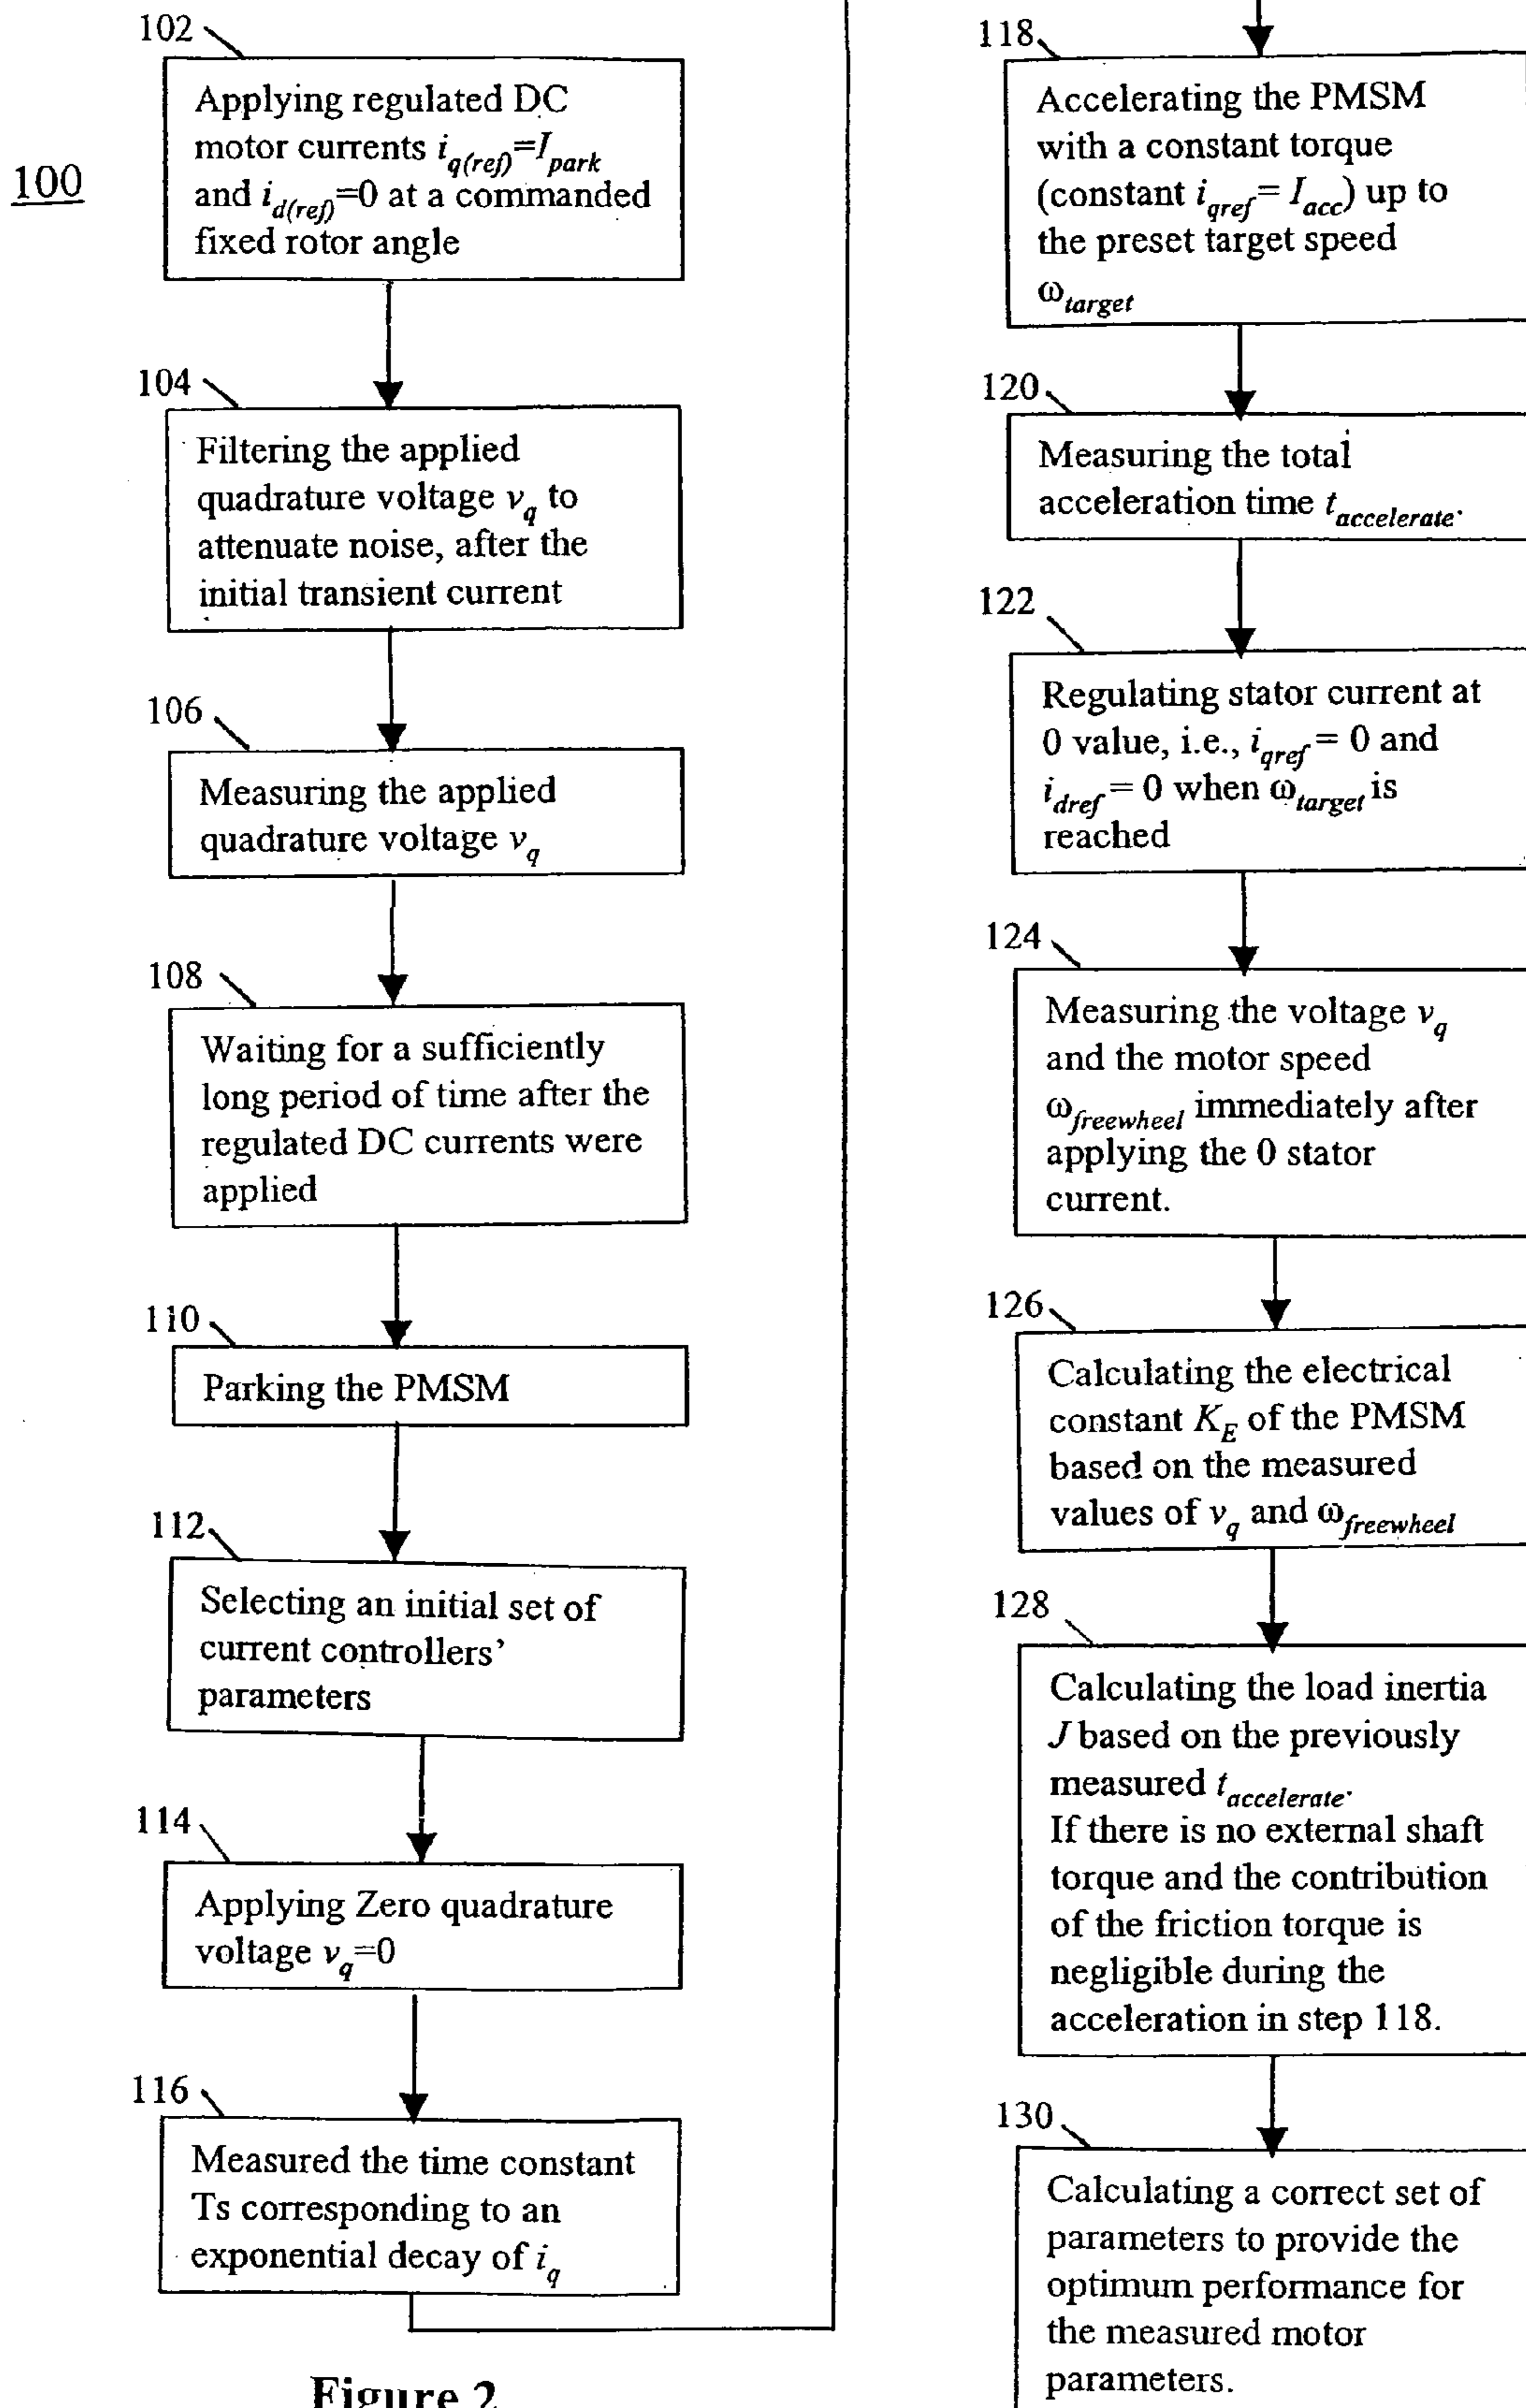 100
102
Applying regulated DC
motor currents i_q(ref)=I_park
and i_d(ref)=0 at a commanded
fixed rotor angle
104
Filtering the applied
quadrature voltage v_q to
attenuate noise, after the
initial transient current
106
Measuring the applied
quadrature voltage v_q
108
Waiting for a sufficiently
long period of time after the
regulated DC currents were
applied
110
Parking the PMSM
112
Selecting an initial set of
current controllers'
parameters
114
Applying Zero quadrature
voltage v_q=0
116
Measured the time constant
Ts corresponding to an
exponential decay of i_q
118
Accelerating the PMSM
with a constant torque
(constant i_qref= I_acc) up to
the preset target speed
ω_target
120
Measuring the total
acceleration time t_accelerate.
122
Regulating stator current at
0 value, i.e., i_qref= 0 and
i_dref= 0 when ω_target is
reached
124
Measuring the voltage v_q
and the motor speed
ω_freewheel immediately after
applying the 0 stator
current.
126
Calculating the electrical
constant K_E of the PMSM
based on the measured
values of v_q and ω_freewheel
128
Calculating the load inertia
J based on the previously
measured t_accelerate.
If there is no external shaft
torque and the contribution
of the friction torque is
negligible during the
acceleration in step 118.
130
Calculating a correct set of
parameters to provide the
optimum performance for
the measured motor
parameters.
Figure 2